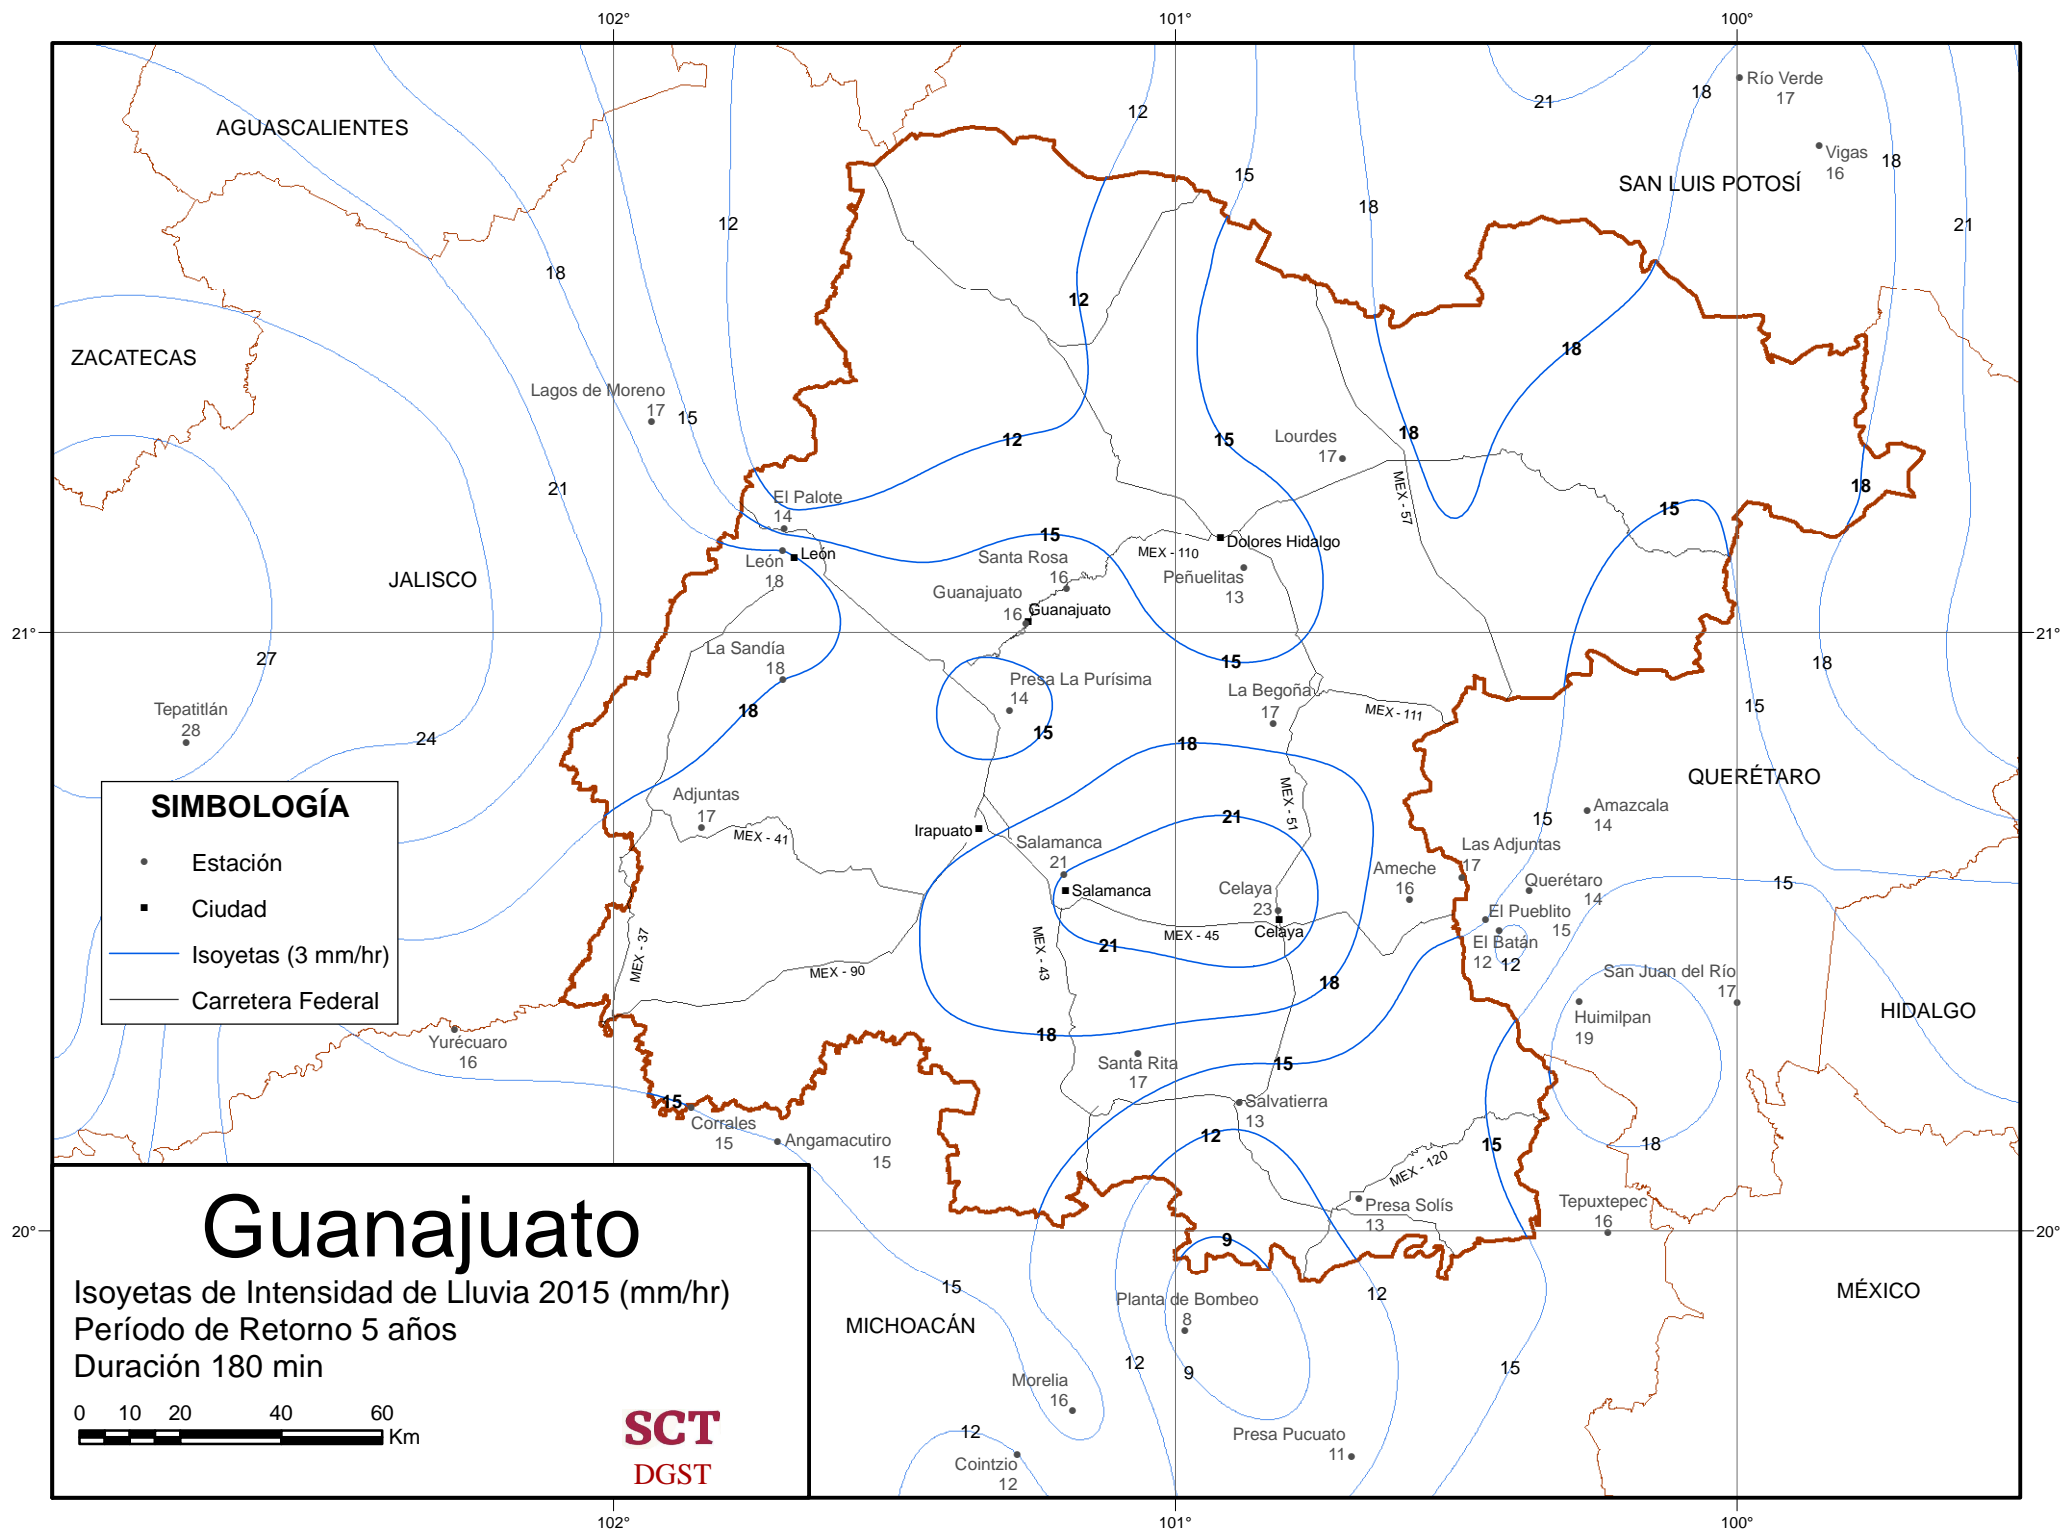 102°
101°
100°
12
21
18
Río Verde
17
AGUASCALIENTES
Vigas
16
18
15
SAN LUIS POTOSÍ
18
12
21
18
12
ZACATECAS
18
Lagos de Moreno
17
15
12
15
Lourdes
17
18
MEX - 57
18
21
El Palote
14
15
15
MEX - 110
Dolores Hidalgo
León
León
18
Santa Rosa
16
Peñuelitas
13
JALISCO
Guanajuato
16
Guanajuato
21°
21°
27
La Sandía
18
15
18
Presa La Purísima
14
La Begoña
17
MEX - 111
15
Tepatitlán
28
18
15
24
18
QUERÉTARO
SIMBOLOGÍA
Estación
Ciudad
Isoyetas (3 mm/hr)
Carretera Federal
Adjuntas
17
MEX - 41
Irapuato
MEX - 51
21
15
Amazcala
14
Salamanca
21
Salamanca
Las Adjuntas
17
Ameche
16
Celaya
23
Celaya
Querétaro
14
15
El Pueblito
15
El Batán
12
12
MEX - 45
21
MEX - 43
MEX - 37
MEX - 90
18
San Juan del Río
17
Huimilpan
19
HIDALGO
Yurécuaro
16
18
Santa Rita
17
15
15
Corrales
15
Salvatierra
13
12
Angamacutiro
15
15
18
MEX - 120
Presa Solís
13
Tepuxtepec
16
20°
20°
9
Guanajuato
Isoyetas de Intensidad de Lluvia 2015 (mm/hr)
Período de Retorno 5 años
Duración 180 min
0 10 20 40 60
Km
SCT
DGST
15
12
Planta de Bombeo
8
MÉXICO
MICHOACÁN
12
9
15
Morelia
16
12
Cointzio
12
Presa Pucuato
11
102°
101°
100°